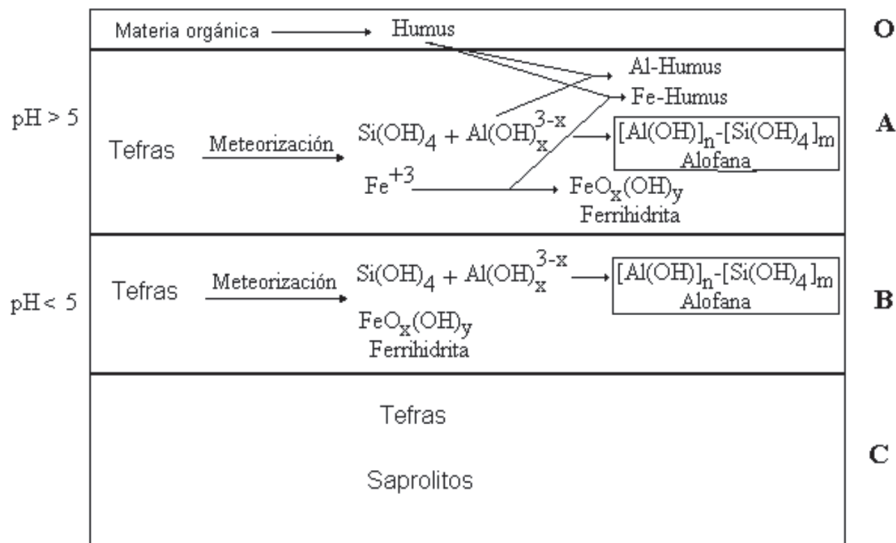 Materia orgánica Humus O
Al-Humus
Fe-Humus
pH > 5 A
Tefras Meteorización Si(OH)4 + Al(OH)x^3-x [Al(OH)]n-[Si(OH)4]m
Alofana
Fe+3 FeOx(OH)y
Ferrihidrita
pH < 5 B
Tefras Meteorización Si(OH)4 + Al(OH)x^3-x [Al(OH)]n-[Si(OH)4]m
Alofana
FeOx(OH)y
Ferrihidrita
Tefras
C
Saprolitos